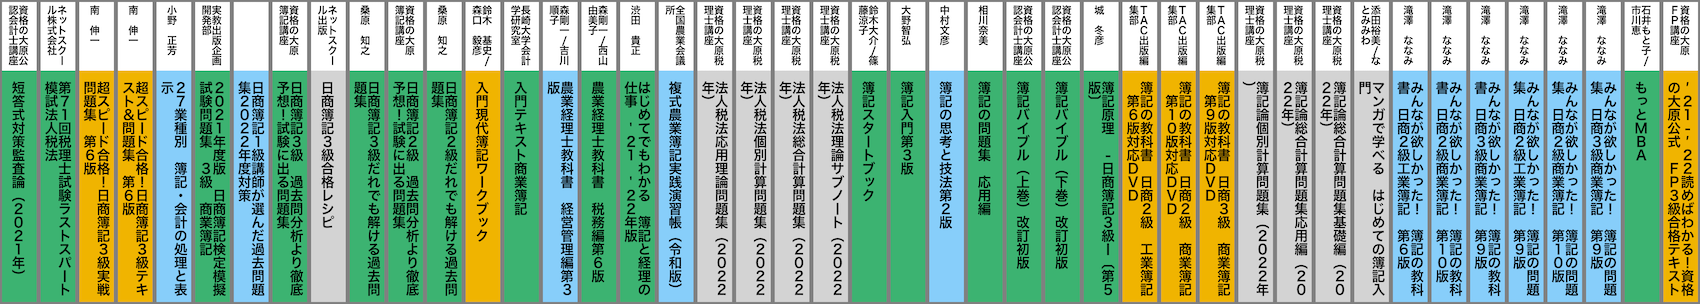 資格の大原
FP講座
'21-'22読めばわかる!資格
の大原公式 FP3級合格テキスト
石井もと子/
市川恵
もっとMBA
滝澤 ななみ
みんなが欲しかった! 簿記の問題
集 日商3級商業簿記 第9版
滝澤 ななみ
みんなが欲しかった! 簿記の問題
集 日商2級商業簿記 第10版
滝澤 ななみ
みんなが欲しかった! 簿記の問題
集 日商2級工業簿記 第9版
滝澤 ななみ
みんなが欲しかった! 簿記の教科
書 日商3級商業簿記 第9版
滝澤 ななみ
みんなが欲しかった! 簿記の教科
書 日商2級商業簿記 第10版
滝澤 ななみ
みんなが欲しかった! 簿記の教科
書 日商2級工業簿記 第6版
添田裕美/な
とみみわ
マンガで学べる はじめての簿記入
門
資格の大原税
理士講座
簿記論総合計算問題集基礎編(20
22年)
資格の大原税
理士講座
簿記論総合計算問題集応用編(20
22年)
資格の大原税
理士講座
簿記論個別計算問題集(2022年
)
TAC出版編
集部
簿記の教科書 日商3級 商業簿記
第9版対応DVD
TAC出版編
集部
簿記の教科書 日商2級 商業簿記
第10版対応DVD
TAC出版編
集部
簿記の教科書 日商2級 工業簿記
第6版対応DVD
城 冬彦
簿記原理 -日商簿記3級-(第5
版)
資格の大原公
認会計士講座
簿記バイブル(下巻)改訂初版
資格の大原公
認会計士講座
簿記バイブル(上巻)改訂初版
相川奈美
簿記の問題集 応用編
中村文彦
簿記の思考と技法第2版
大野智弘
簿記入門第3版
鈴木大介/篠
藤涼子
簿記スタートブック
資格の大原税
理士講座
法人税法理論サブノート(2022
年)
資格の大原税
理士講座
法人税法総合計算問題集(2022
年)
資格の大原税
理士講座
法人税法個別計算問題集(2022
年)
資格の大原税
理士講座
法人税法応用理論問題集(2022
年)
全国農業会議
所
複式農業簿記実践演習帳(令和版)
渋田 貴正
はじめてでもわかる 簿記と経理の
仕事 '21-'22年版
森剛一/西山
由美子
農業経理士教科書 税務編第6版
森剛一/吉川
順子
農業経理士教科書 経営管理編第3
版
長崎大学会計
学研究室
入門テキスト商業簿記
鈴木 基史/
森口 毅彦
入門現代簿記ワークブック
桑原 知之
日商簿記2級だれでも解ける過去問
題集
資格の大原
簿記講座
日商簿記2級 過去問分析より徹底
予想!試験に出る問題集
桑原 知之
日商簿記3級だれでも解ける過去問
題集
ネットスクー
ル出版
日商簿記3級合格レシピ
資格の大原
簿記講座
日商簿記3級 過去問分析より徹底
予想!試験に出る問題集
日商簿記1級講師が選んだ過去問題
集2022年度対策
実教出版企画
開発部
2021年度版 日商簿記検定模擬
試験問題集 3級 商業簿記
小野 正芳
27業種別 簿記・会計の処理と表
示
南 伸一
超スピード合格!日商簿記3級テキ
スト&問題集 第6版
南 伸一
超スピード合格!日商簿記3級実戦
問題集 第6版
ネットスクー
ル株式会社
第71回税理士試験ラストスパート
模試法人税法
資格の大原公
認会計士講座
短答式対策監査論(2021年)